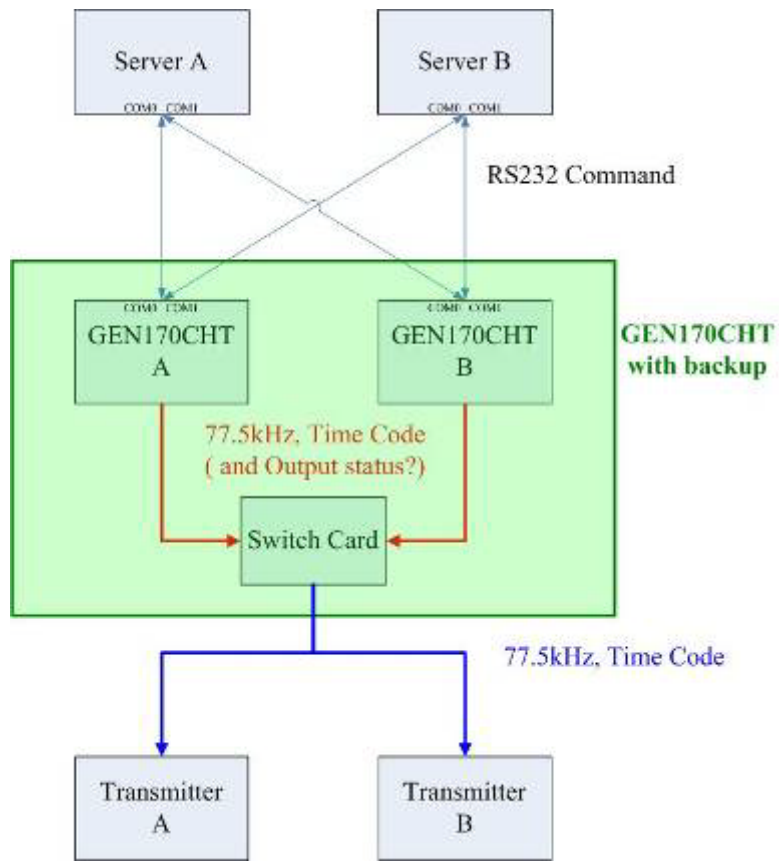 Server A
Server B
COM0 COM1
COM0 COM1
RS232 Command
COM0 COM1
COM0 COM1
GEN170CHT
A
GEN170CHT
B
GEN170CHT
with backup
77.5kHz, Time Code
( and Output status?)
Switch Card
77.5kHz, Time Code
Transmitter
A
Transmitter
B